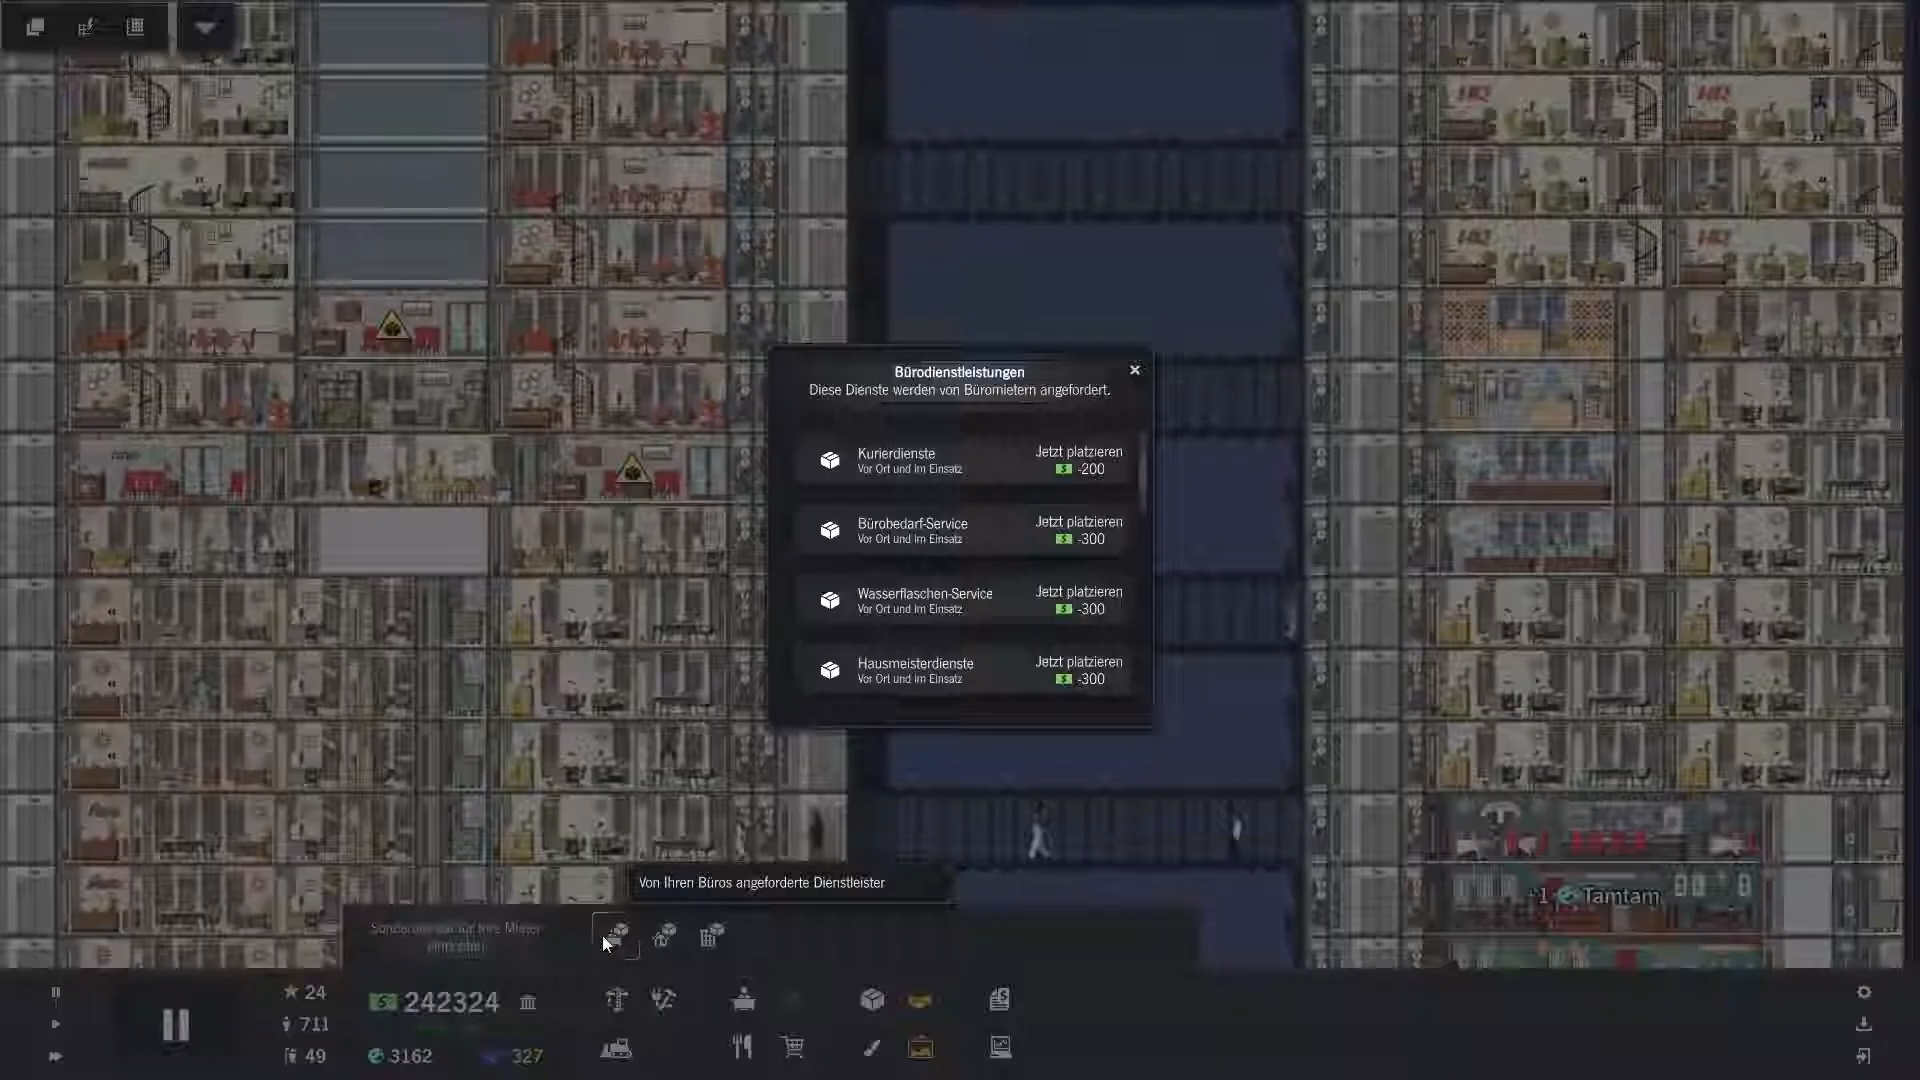 Bürodienstleistungen
Diese Dienste werden von Büromietern angefordert.
Kurierdienste
Vor Ort und im Einsatz
Jetzt platzieren
-200
Bürobedarf-Service
Vor Ort und im Einsatz
Jetzt platzieren
-300
Wasserflaschen-Service
Vor Ort und im Einsatz
Jetzt platzieren
-300
Hausmeisterdienste
Vor Ort und im Einsatz
Jetzt platzieren
-300
Von Ihren Büros angeforderte Dienstleister
Tamtam
24
242324
711
49
3162
327